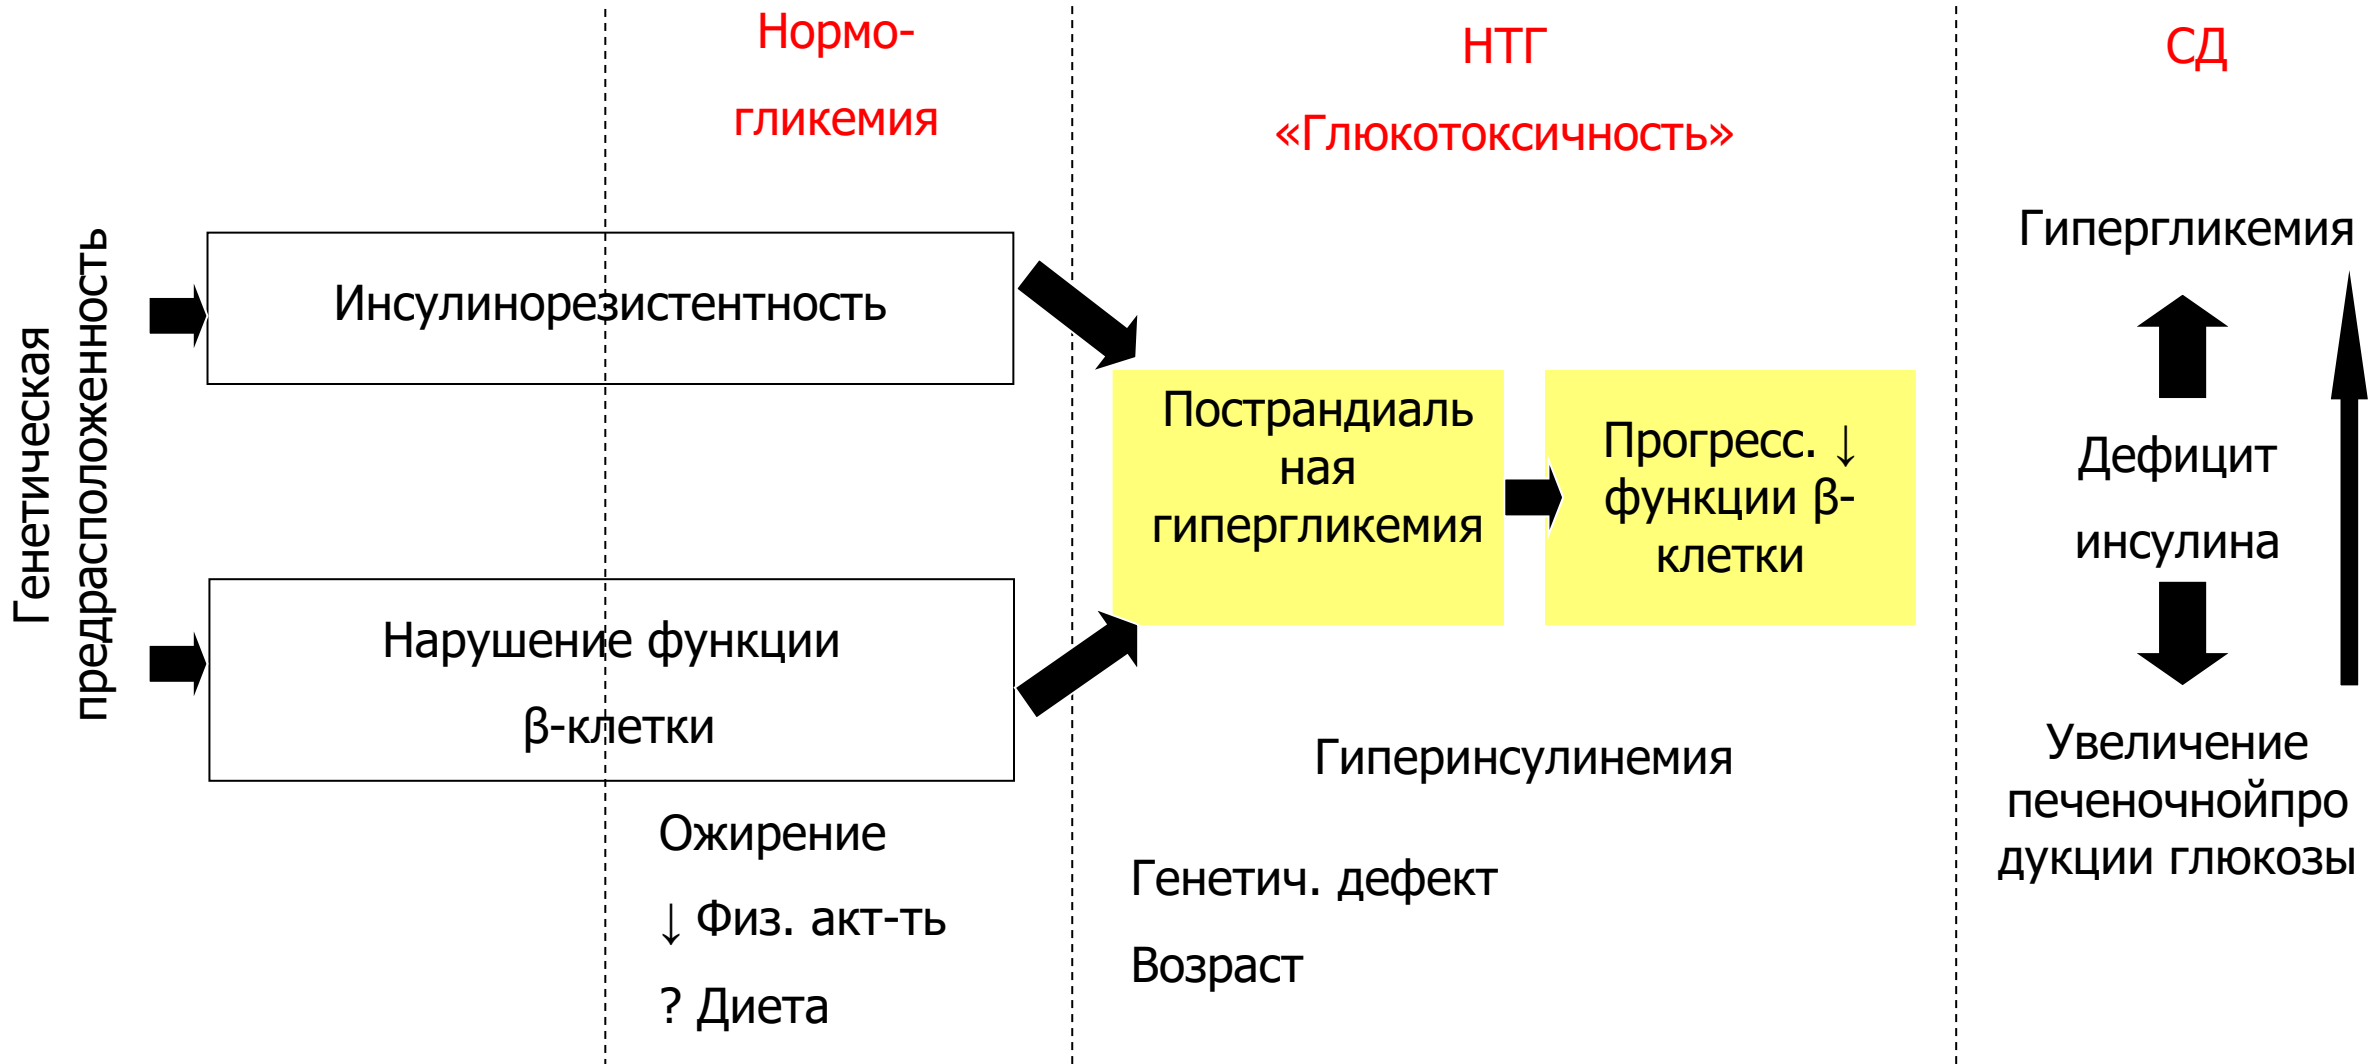 Генетическая
предрасположенность
Нормо-
гликемия
НТГ
«Глюкотоксичность»
СД
Инсулинорезистентность
Нарушение функции
β-клетки
Ожирение
↓ Физ. акт-ть
? Диета
Пострандиаль
ная
гипергликемия
Прогресс. ↓
функции β-
клетки
Гиперинсулинемия
Генетич. дефект
Возраст
Гипергликемия
Дефицит
инсулина
Увеличение
печеночнойпро
дукции глюкозы